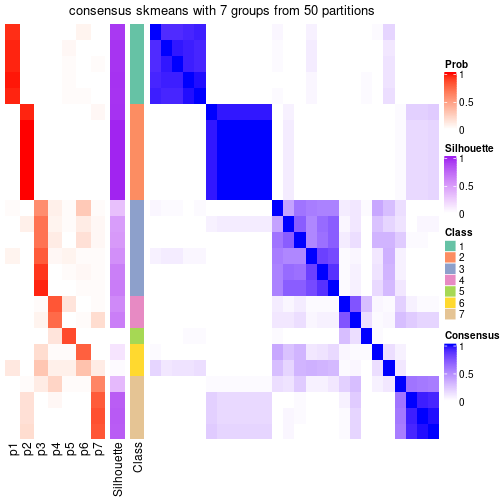 consensus skmeans with 7 groups from 50 partitions
Prob
1
0.5
0
Silhouette
1
0.5
0
Class
1
2
3
4
5
6
7
Consensus
1
0.5
0
p1
p2
p3
p4
p5
p6
p7
Silhouette
Class